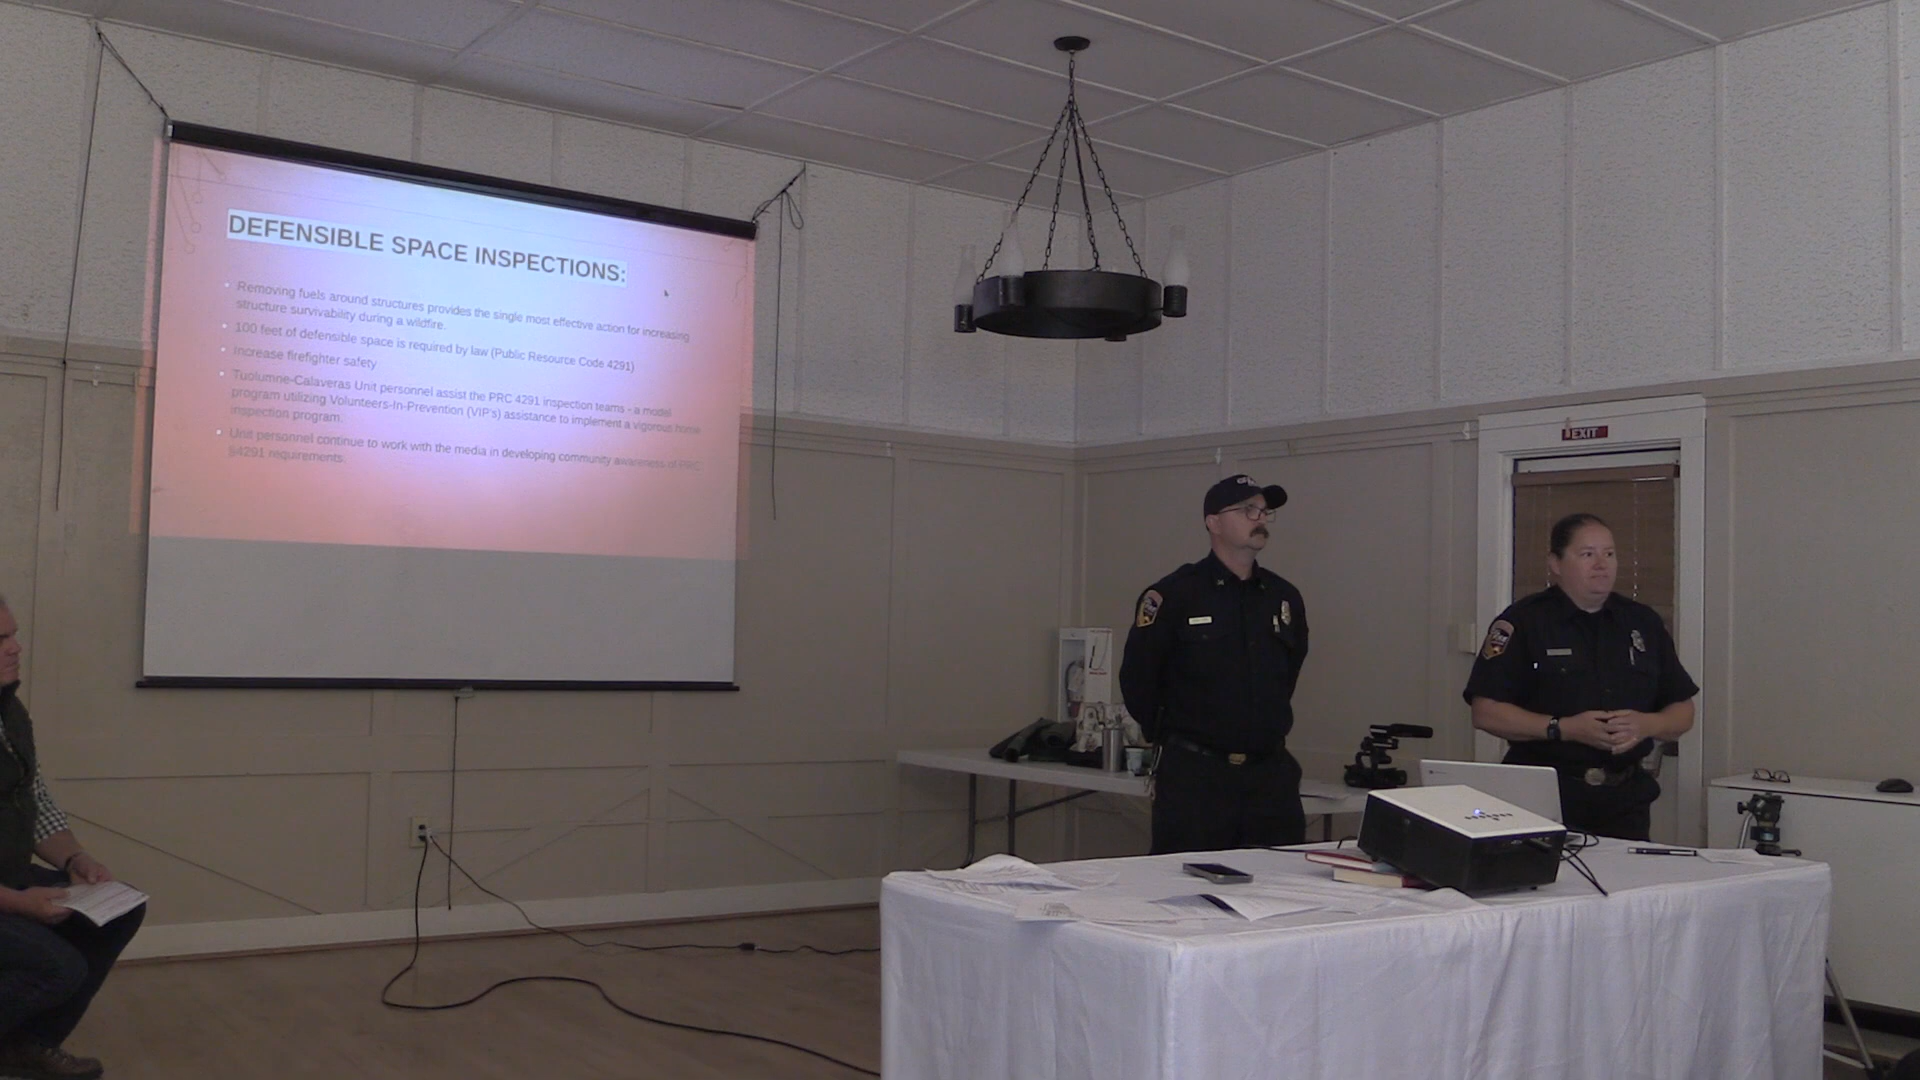 DEFENSIBLE SPACE INSPECTIONS:
Removing fuels around structures provides the single most effective action for increasing
structure survivability during a wildfire.
100 feet of defensible space is required by law (Public Resource Code 4291)
Increase firefighter safety
Tuolumne-Calaveras Unit personnel assist the PRC 4291 inspection teams - a model
program utilizing Volunteers-In-Prevention (VIP's) assistance to implement a vigorous home
inspection program.
Unit personnel continue to work with the media in developing community awareness of PRC
§4291 requirements.
EXIT